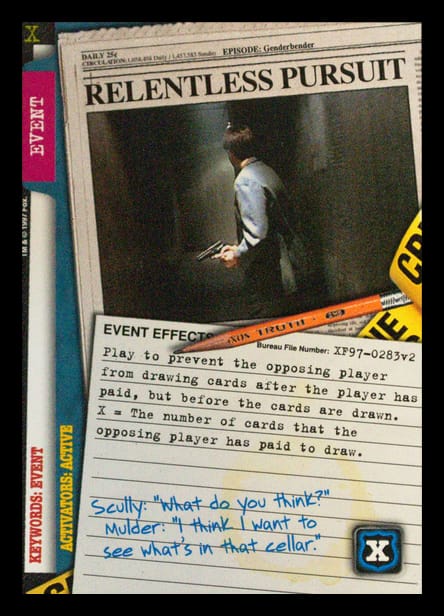 X
DAILY 25¢
EPISODE: Genderbender
CIRCULATION: 1,058,486 Daily / 1,457,583 Sunday
RELENTLESS PURSUIT
EVENT
TM & © 1997 FOX.
CR
NE
TRUTH
EVENT EFFECTS
Bureau File Number: XF97-0283v2
Play to prevent the opposing player
from drawing cards after the player has
paid, but before the cards are drawn.
X = The number of cards that the
opposing player has paid to draw.
KEYWORDS: EVENT
ACTIVATORS: ACTIVE
Scully: "What do you think?"
Mulder: "I think I want to
see what's in that cellar."
X